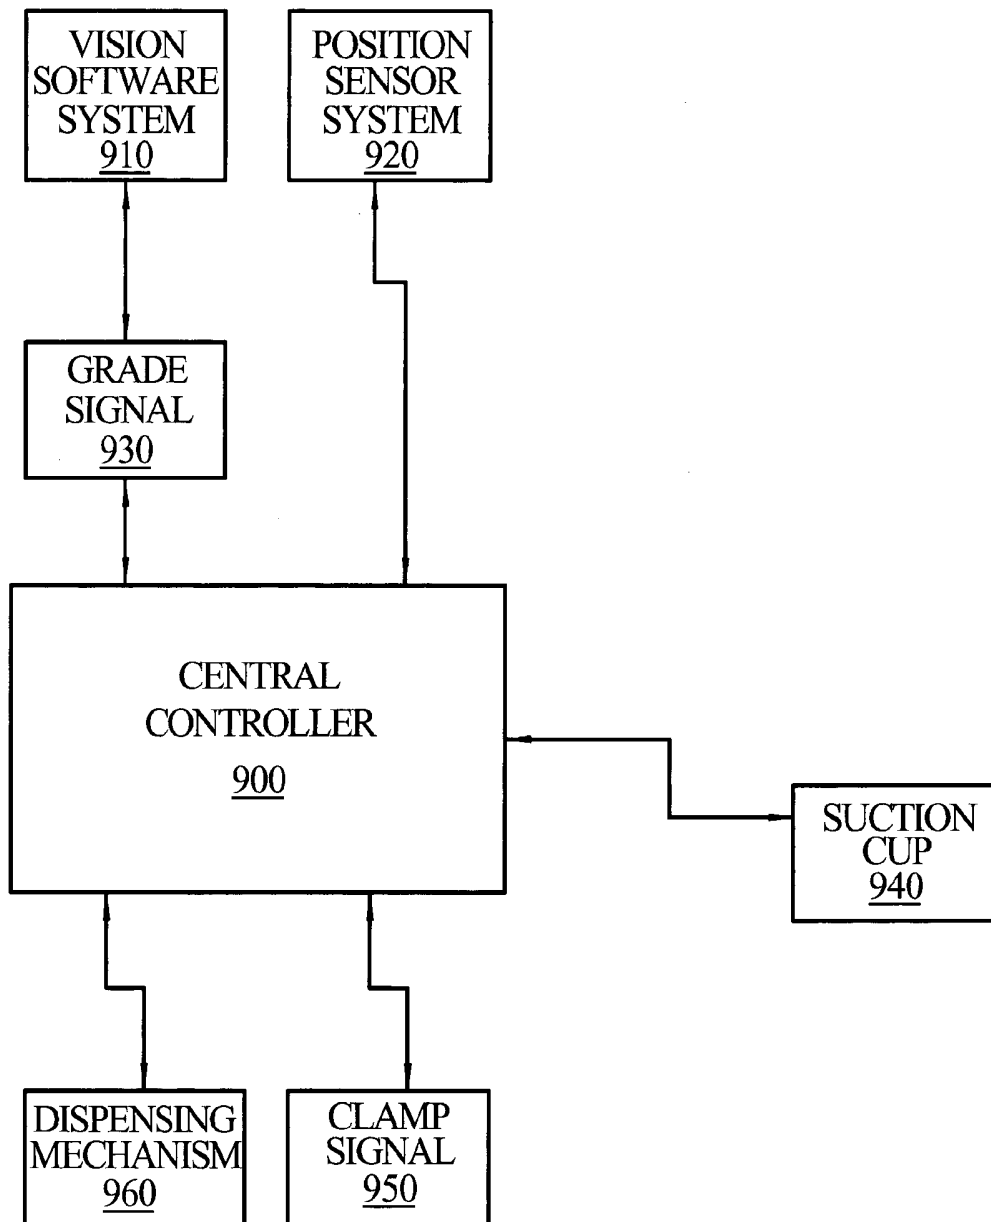 VISION
SOFTWARE
SYSTEM
910
POSITION
SENSOR
SYSTEM
920
GRADE
SIGNAL
930
CENTRAL
CONTROLLER
900
SUCTION
CUP
940
DISPENSING
MECHANISM
960
CLAMP
SIGNAL
950